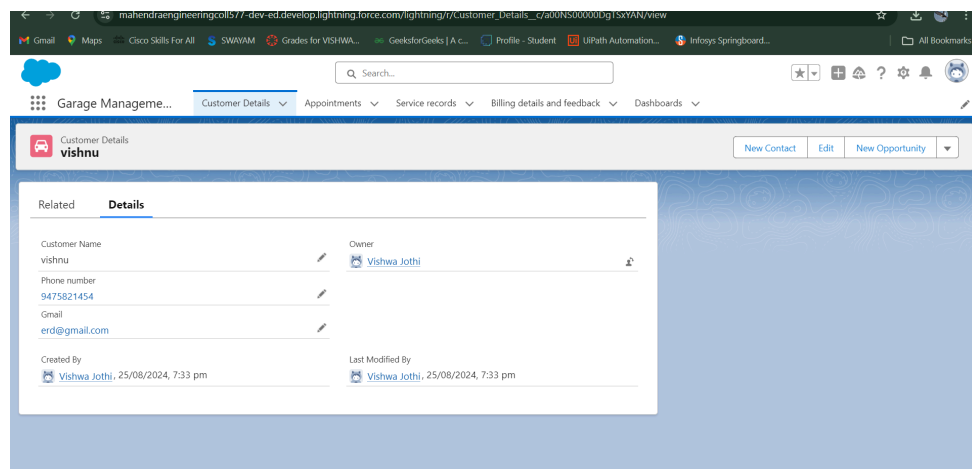 mahendraengineeringcoll577-dev-ed.develop.lightning.force.com/lightning/r/Customer_Details__c/a00NS00000DgTSxYAN/view
Gmail Maps Cisco Skills For All SWAYAM Grades for VISHWA... GeeksforGeeks | A c... Profile - Student UiPath Automation... Infosys Springboard... All Bookmarks
Search...
Garage Manageme... Customer Details Appointments Service records Billing details and feedback Dashboards
Customer Details
vishnu
New Contact Edit New Opportunity
Related Details
Customer Name Owner
vishnu Vishwa Jothi
Phone number
9475821454
Gmail
erd@gmail.com
Created By Last Modified By
Vishwa Jothi, 25/08/2024, 7:33 pm Vishwa Jothi, 25/08/2024, 7:33 pm